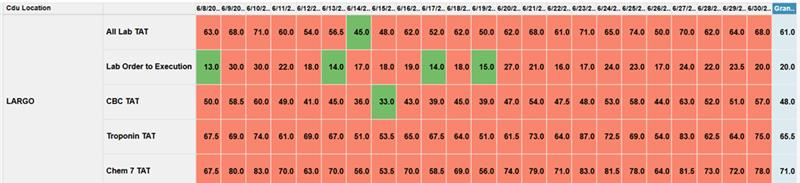 Cdu Location 6/8/20.. 6/9/20.. 6/10/2.. 6/11/2.. 6/12/2.. 6/13/2.. 6/14/2.. 6/15/2.. 6/16/2.. 6/17/2.. 6/18/2.. 6/19/2.. 6/20/2.. 6/21/2.. 6/22/2.. 6/23/2.. 6/24/2.. 6/25/2.. 6/26/2.. 6/27/2.. 6/28/2.. 6/29/2.. 6/30/2.. Gran..
All Lab TAT 63.0 68.0 71.0 60.0 54.0 56.5 45.0 48.0 62.0 52.0 62.0 50.0 62.0 68.0 61.0 71.0 65.0 74.0 50.0 70.0 62.0 64.0 68.0 61.0
Lab Order to Execution 13.0 30.0 30.0 22.0 18.0 14.0 17.0 18.0 19.0 14.0 18.0 15.0 27.0 21.0 15.0 17.0 24.0 23.0 17.0 24.0 22.0 23.5 20.0 20.0
LARGO CBC TAT 50.0 58.5 60.0 49.0 41.0 45.0 36.0 33.0 43.0 39.0 45.0 39.0 47.0 54.0 47.5 48.0 53.0 58.0 44.0 63.0 52.0 51.0 57.0 48.0
Troponin TAT 67.5 69.0 74.0 61.0 69.0 67.0 51.0 53.5 65.0 67.5 64.0 51.0 61.5 73.0 64.0 87.0 72.5 69.0 54.0 83.0 62.5 64.0 75.0 65.5
Chem 7 TAT 67.5 80.0 83.0 70.0 63.0 70.0 56.0 53.5 70.0 58.5 69.0 56.0 74.0 79.0 71.0 83.0 81.5 78.0 64.0 81.5 73.0 72.0 78.0 71.0